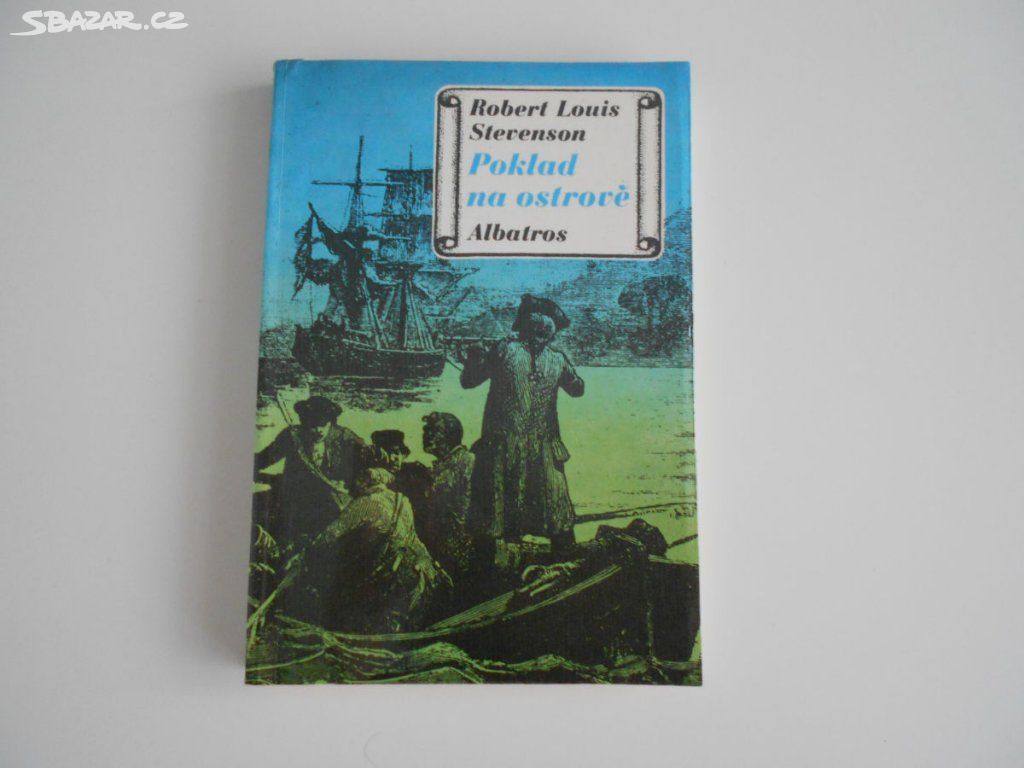 SBAZAR.CZ
Robert Louis
Stevenson
Poklad
na ostrově
Albatros